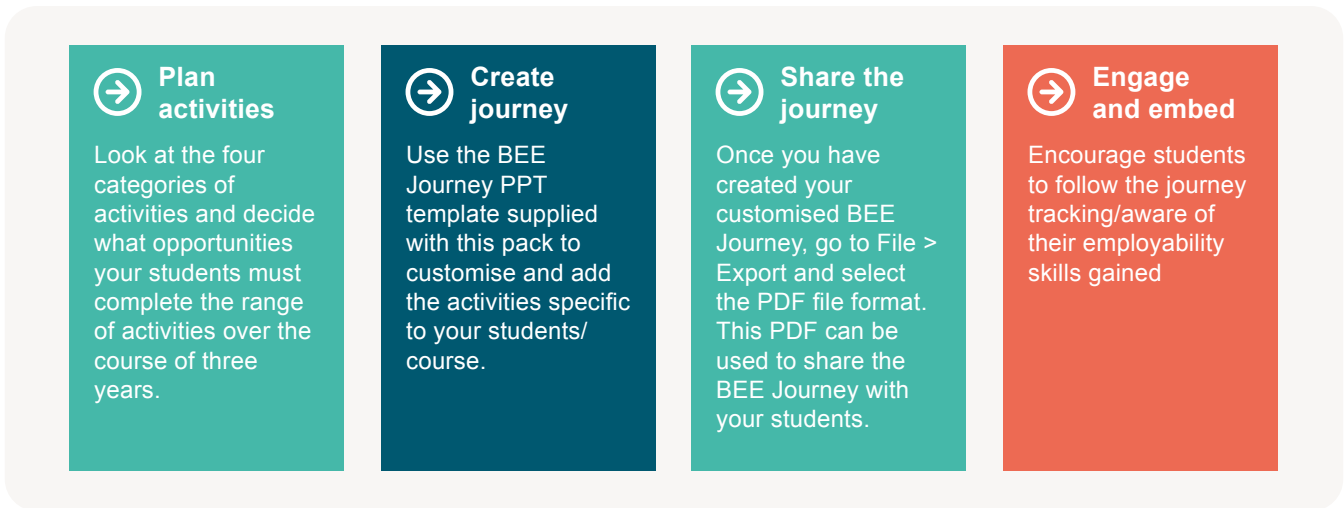 Plan
activities
Look at the four
categories of
activities and decide
what opportunities
your students must
complete the range
of activities over the
course of three
years.
Create
journey
Use the BEE
Journey PPT
template supplied
with this pack to
customise and add
the activities specific
to your students/
course.
Share the
journey
Once you have
created your
customised BEE
Journey, go to File >
Export and select
the PDF file format.
This PDF can be
used to share the
BEE Journey with
your students.
Engage
and embed
Encourage students
to follow the journey
tracking/aware of
their employability
skills gained